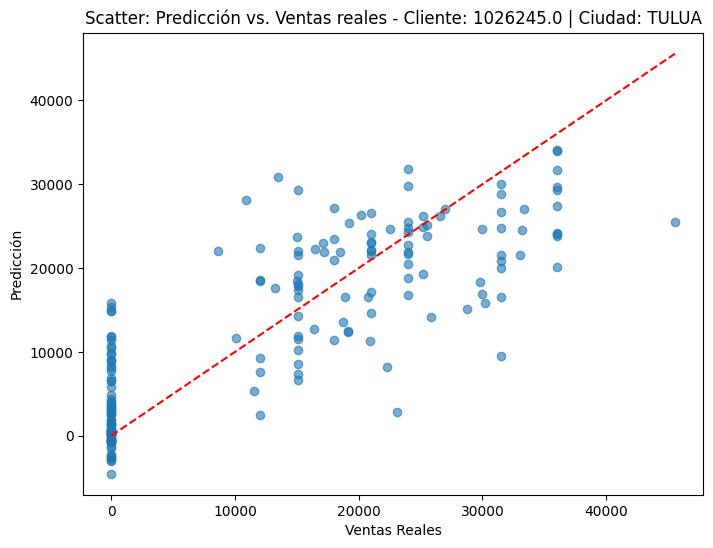 Scatter: Predicción vs. Ventas reales - Cliente: 1026245.0 | Ciudad: TULUA
40000
30000
20000
10000
0
Predicción
0 10000 20000 30000 40000
Ventas Reales